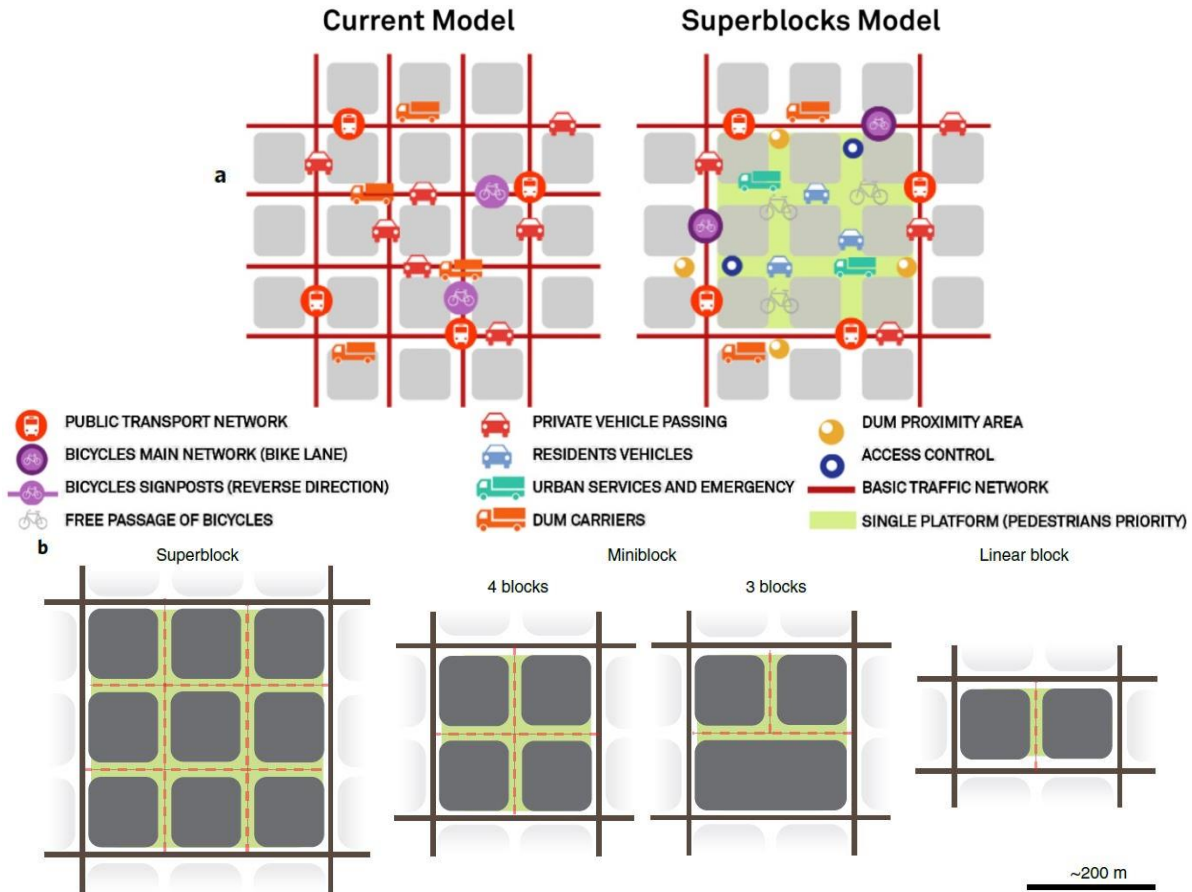 Current Model
Superblocks Model
a
PUBLIC TRANSPORT NETWORK
PRIVATE VEHICLE PASSING
DUM PROXIMITY AREA
BICYCLES MAIN NETWORK (BIKE LANE)
RESIDENTS VEHICLES
ACCESS CONTROL
BICYCLES SIGNPOSTS (REVERSE DIRECTION)
URBAN SERVICES AND EMERGENCY
BASIC TRAFFIC NETWORK
FREE PASSAGE OF BICYCLES
DUM CARRIERS
SINGLE PLATFORM (PEDESTRIANS PRIORITY)
b
Superblock
Miniblock
Linear block
4 blocks
3 blocks
~200 m